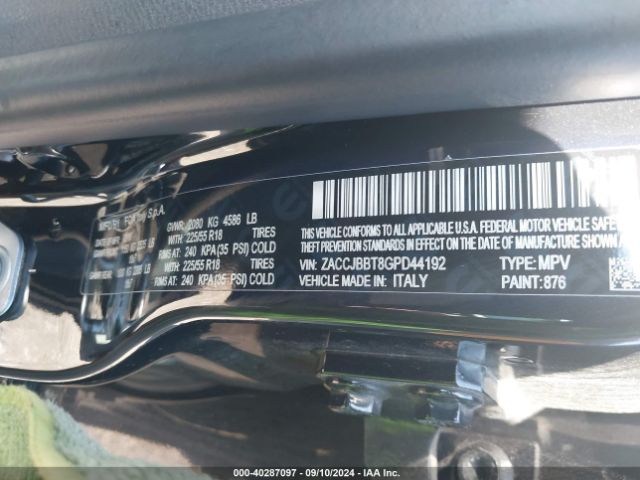 GVWR: 2080 KG 4586 LB
TIRES
WITH: 225/55 R18
RIMS AT: 240 KPA(35 PSI) COLD
TIRES
WITH: 225/55 R18
RIMS AT: 240 KPA(35 PSI) COLD
THIS VEHICLE CONFORMS TO ALL APPLICABLE U.S.A. FEDERAL MOTOR VEHICLE SAFE
THEFT PREVENTION STANDARDS IN EFFECT ON THE DATE OF MANUFACTURE SHOWN
VIN: ZACCJBBT8GPD44192 TYPE: MPV
VEHICLE MADE IN: ITALY PAINT: 876
000-40287097 - 09/10/2024 - IAA Inc.